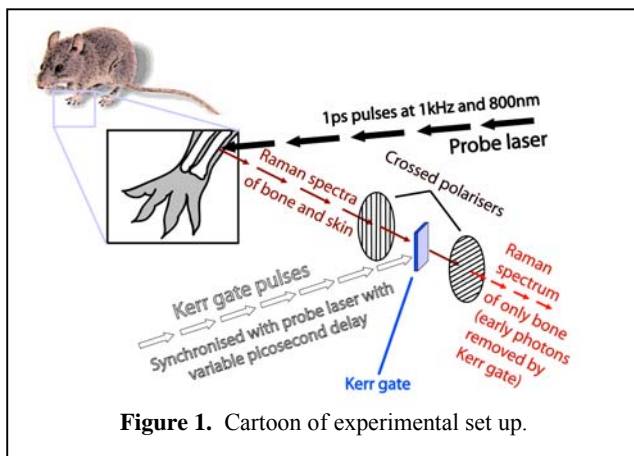 1ps pulses at 1kHz and 800nm
Probe laser
Raman spectra
of bone and skin
Crossed polarisers
Kerr gate pulses
Synchronised with probe laser with
variable picosecond delay
Kerr gate
Raman
spectrum
of only bone
(early photons
removed by
Kerr gate)
Figure 1. Cartoon of experimental set up.